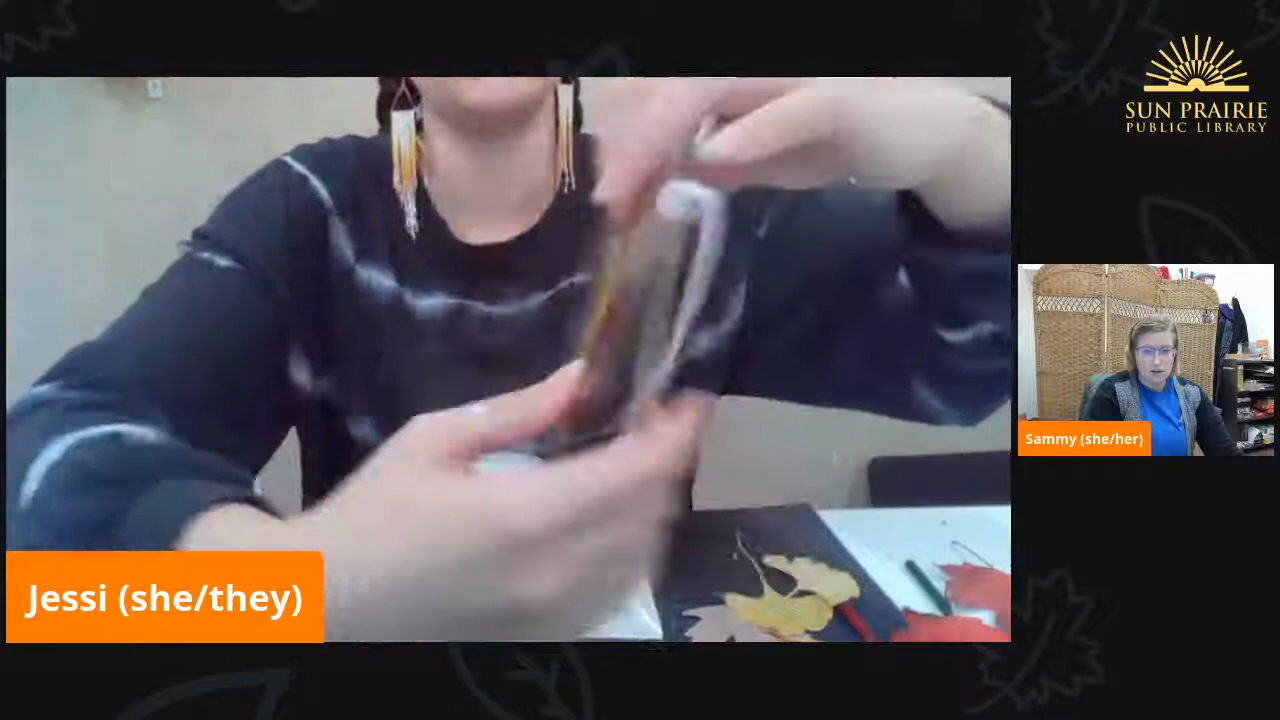 SUN PRAIRIE
PUBLIC LIBRARY
Sammy (she/her)
Jessi (she/they)